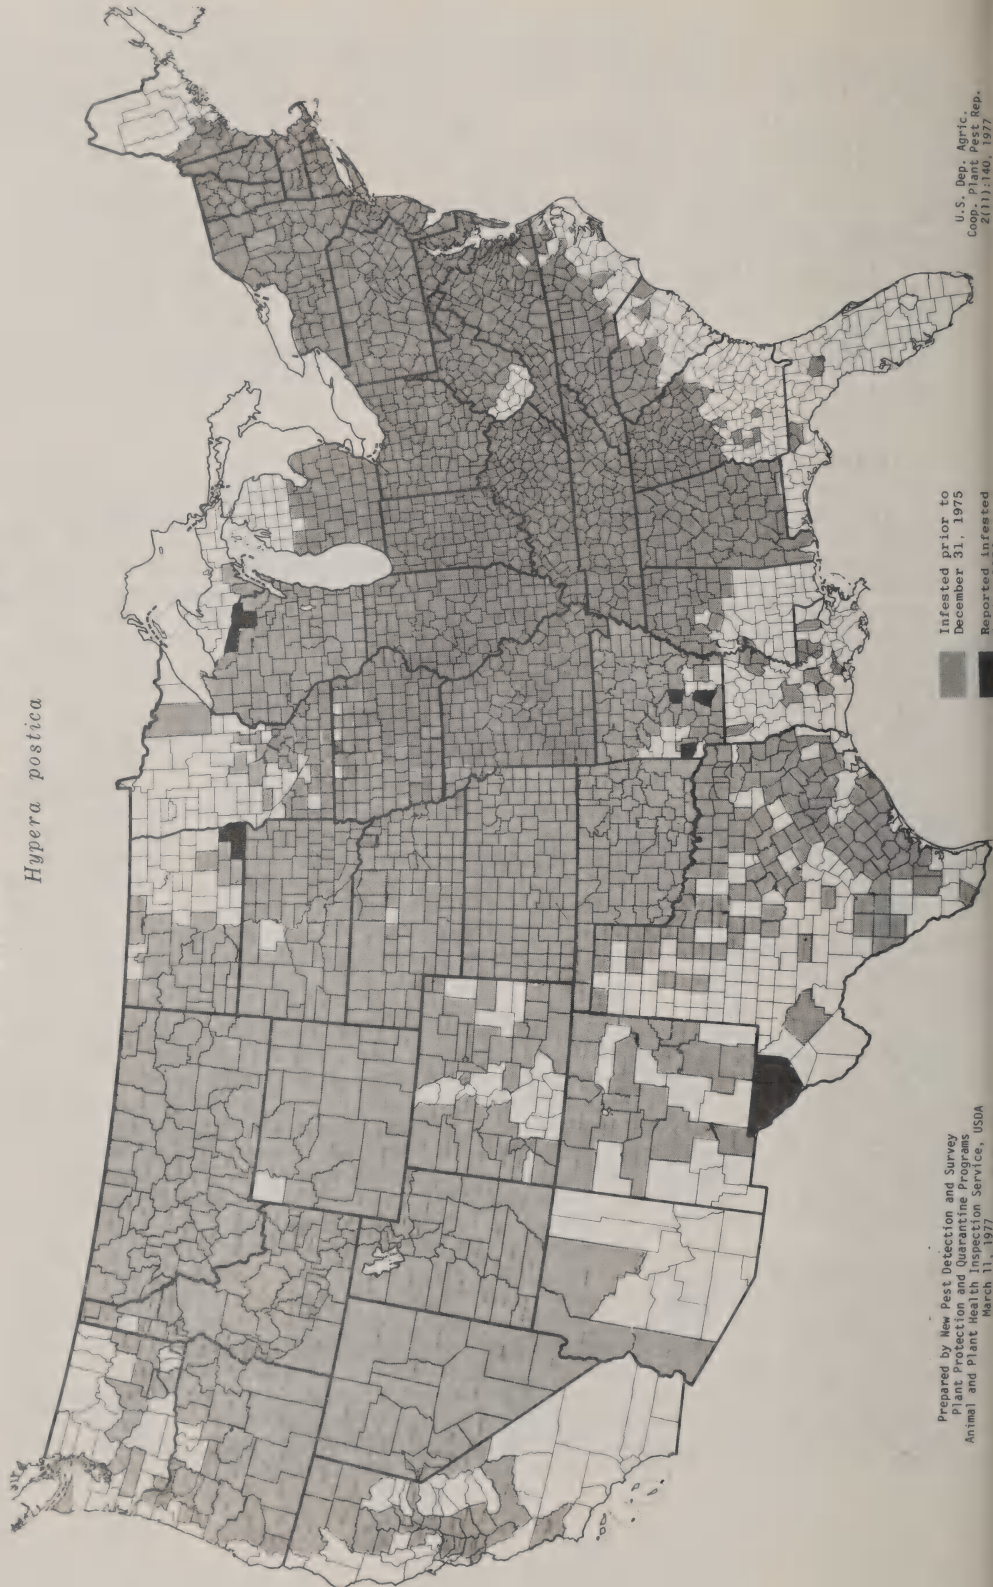 Hypera postica
Infested prior to
December 31, 1975
Reported infested
U.S. Dep. Agric.
Coop. Plant Pest Rep.
2(11):140, 1977
Prepared by New Pest Detection and Survey
Plant Protection and Quarantine Programs
Animal and Plant Health Inspection Service, USDA
March 11, 1977